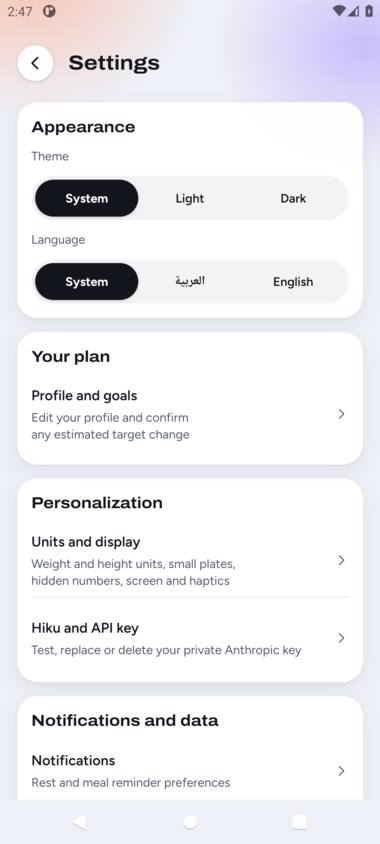 2:47
Settings
Appearance
Theme
System Light Dark
Language
System العربية English
Your plan
Profile and goals
Edit your profile and confirm
any estimated target change
Personalization
Units and display
Weight and height units, small plates,
hidden numbers, screen and haptics
Hiku and API key
Test, replace or delete your private Anthropic key
Notifications and data
Notifications
Rest and meal reminder preferences